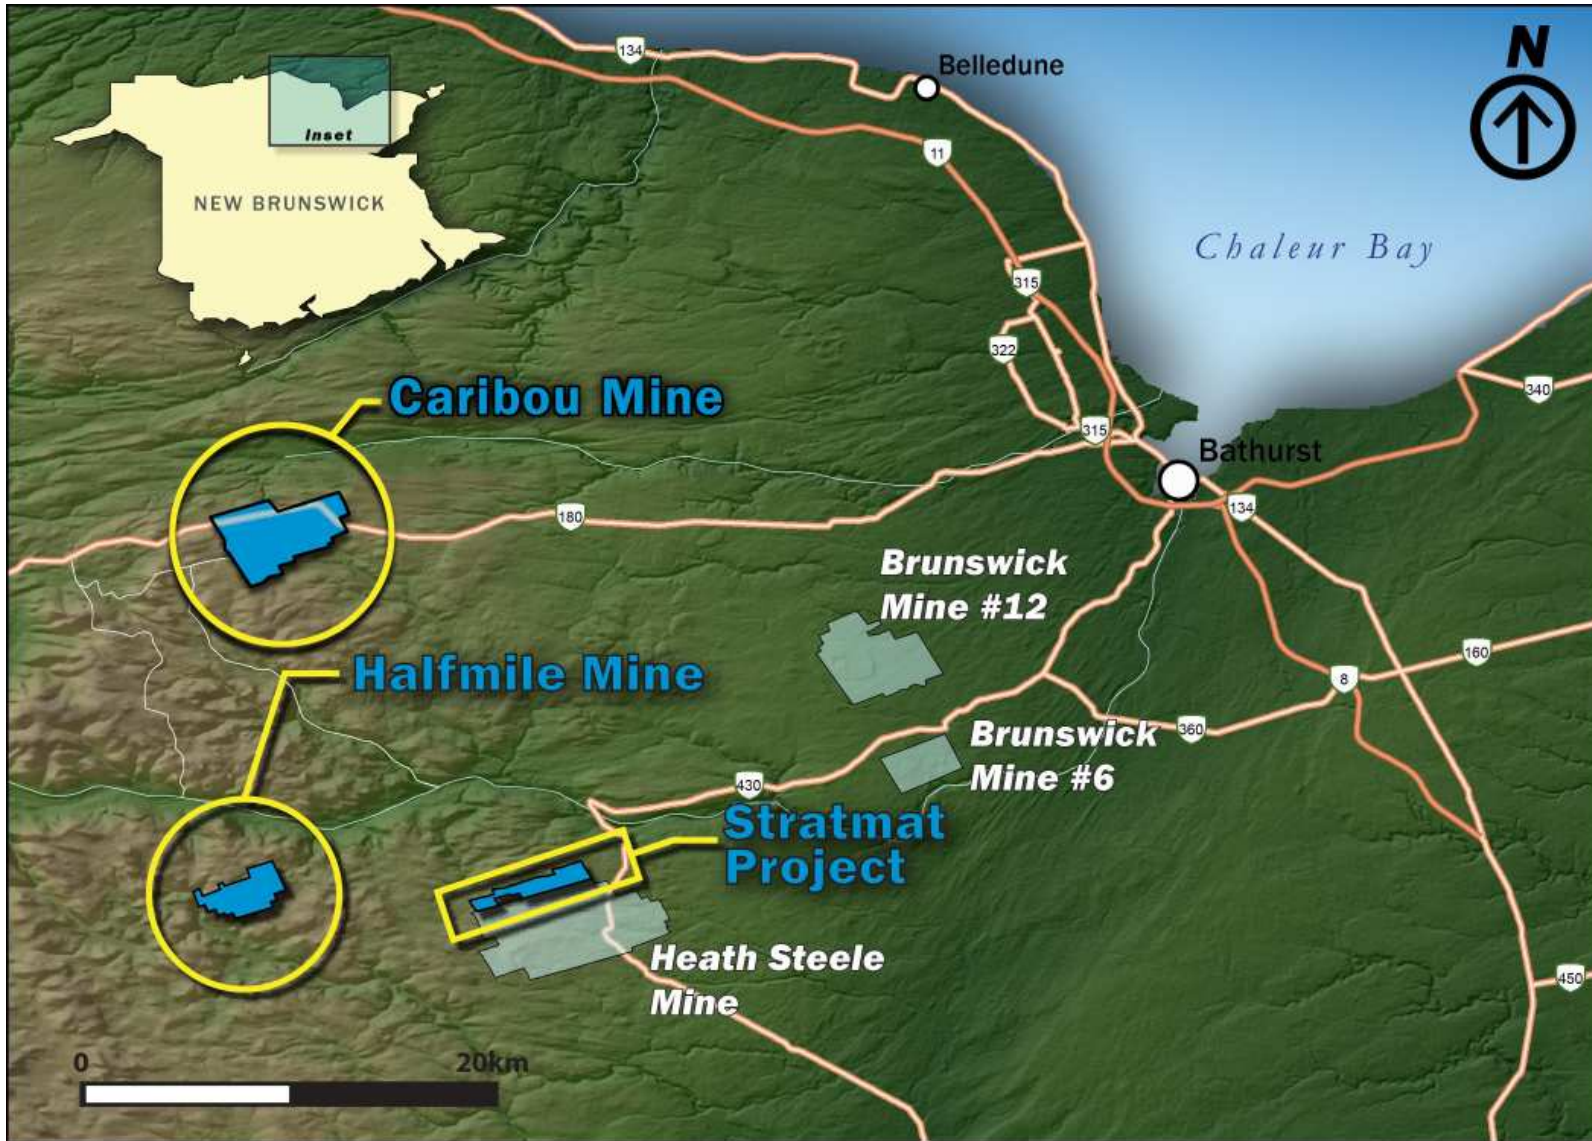 N
134
Belledune
Inset
11
NEW BRUNSWICK
Chaleur Bay
315
322
340
Caribou Mine
315
Bathurst
180
134
Brunswick
Mine #12
Halfmile Mine
160
8
360
Brunswick
Mine #6
430
Stratmat
Project
Heath Steele
Mine
450
0
20km